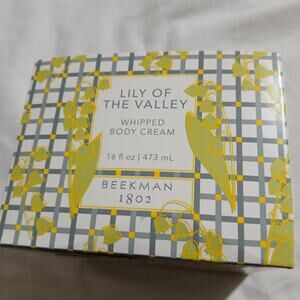 LILY OF
THE VALLEY
WHIPPED
BODY CREAM
16 fl oz | 473 mL
BEEKMAN
1802